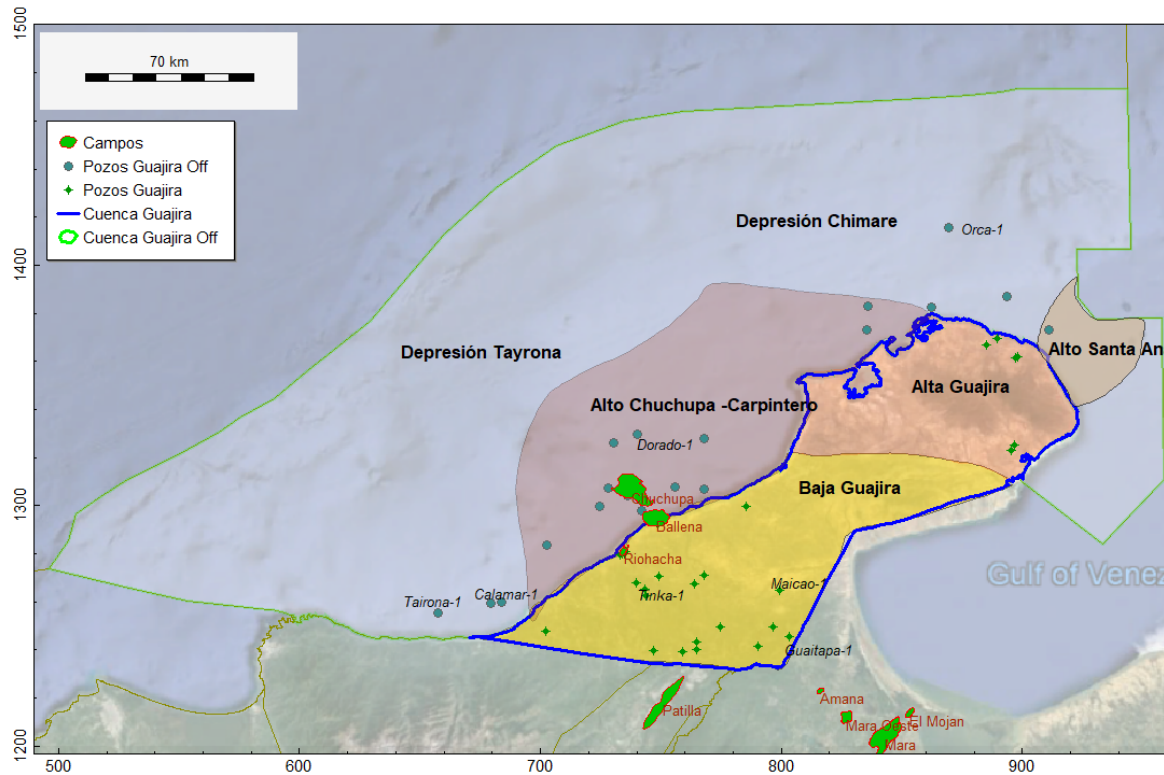 70 km
Campos
Pozos Guajira Off
Pozos Guajira
Cuenca Guajira
Cuenca Guajira Off
Depresión Chimare
Orca-1
Depresión Tayrona
Alto Santa An
Alta Guajira
Alto Chuchupa -Carpintero
Dorado-1
Baja Guajira
Chuchupa
Ballena
Riohacha
Gulf of Venez
Maicao-1
Tinka-1
Calamar-1
Tairona-1
Guaitapa-1
Amana
Patilla
Mara Oeste
El Mojan
Mara
1500
1400
1300
1200
500
600
700
800
900